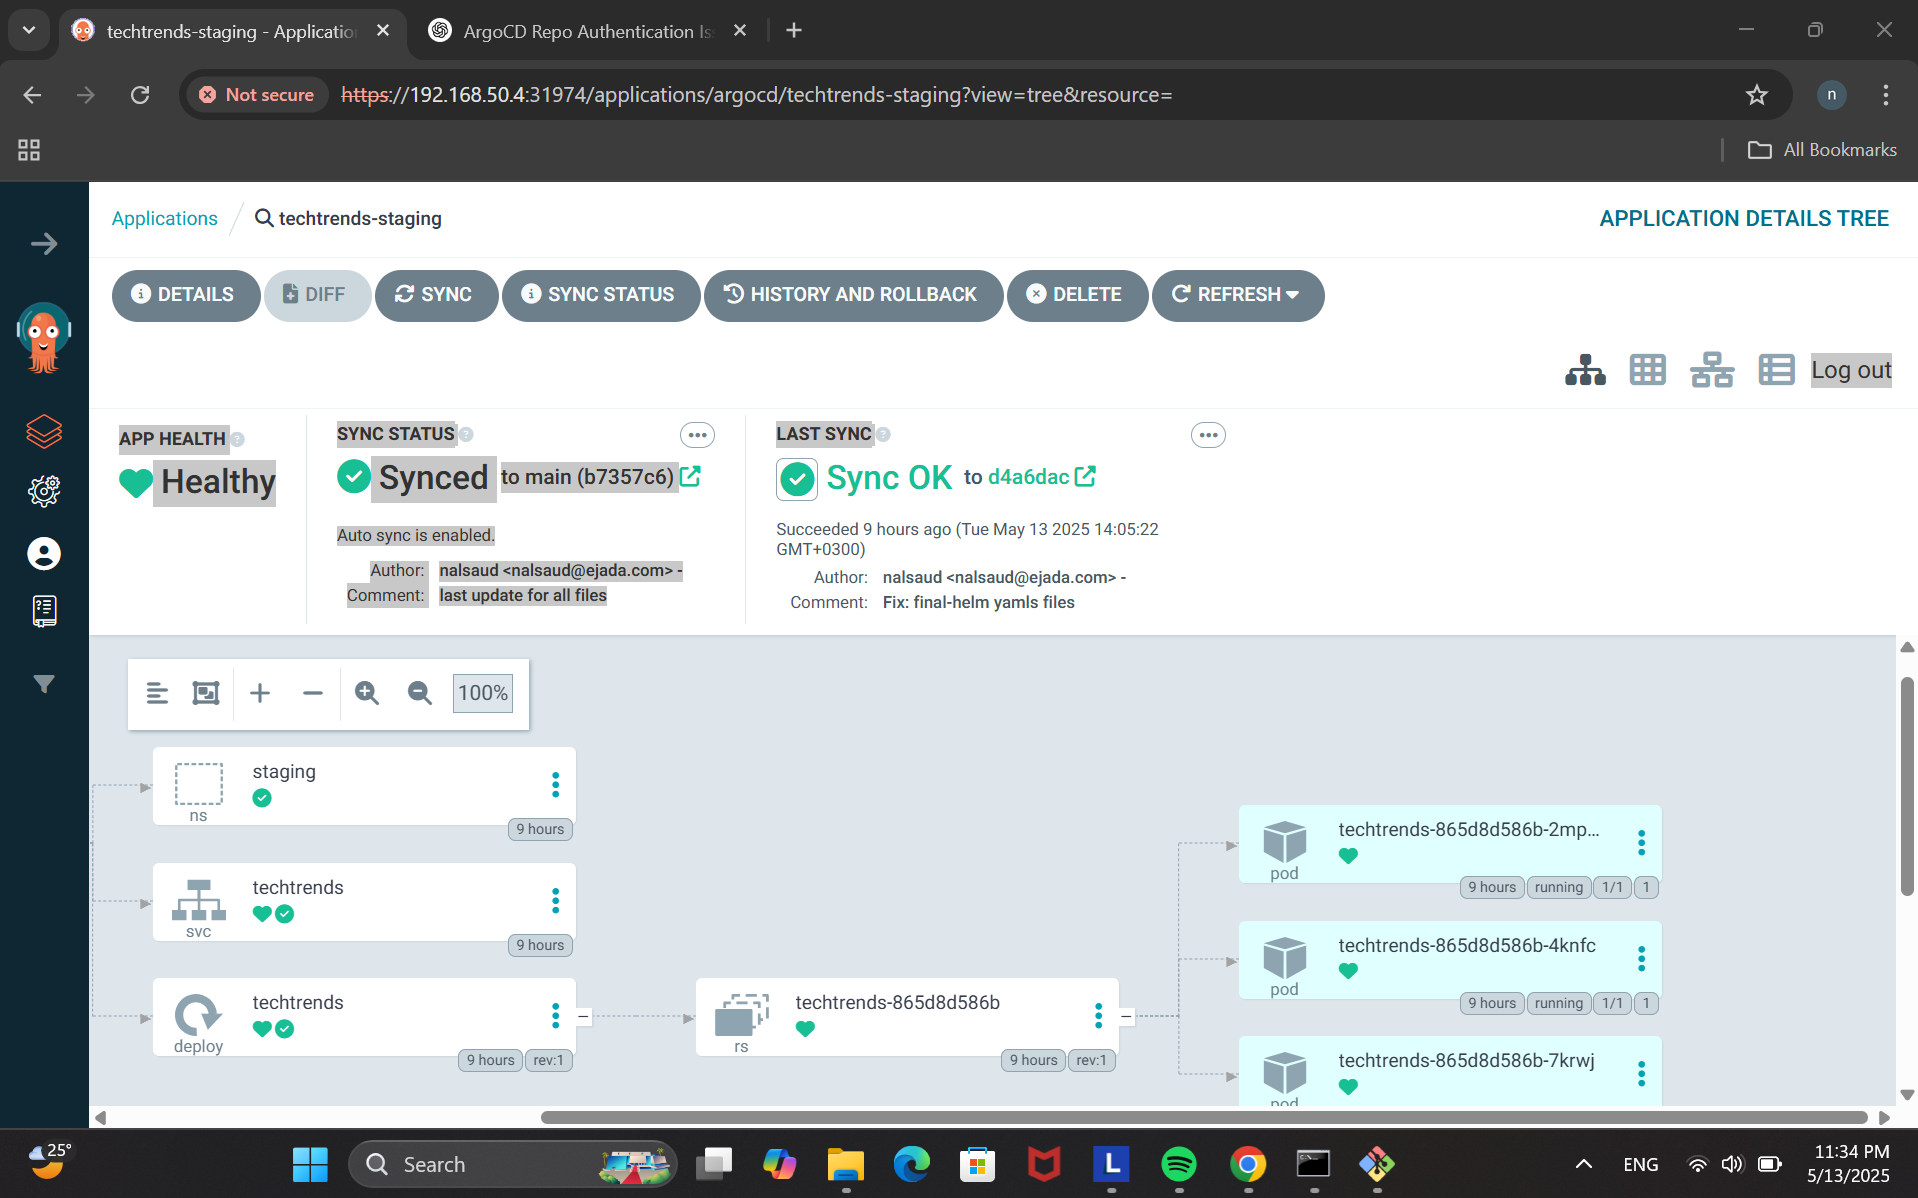 techtrends-staging - Applicatio
ArgoCD Repo Authentication Is
Not secure
https://192.168.50.4:31974/applications/argocd/techtrends-staging?view=tree&resource=
n
All Bookmarks
Applications
techtrends-staging
APPLICATION DETAILS TREE
DETAILS
DIFF
SYNC
SYNC STATUS
HISTORY AND ROLLBACK
DELETE
REFRESH
Log out
APP HEALTH
Healthy
SYNC STATUS
Synced to main (b7357c6)
Auto sync is enabled.
Author: nalsaud <nalsaud@ejada.com> -
Comment: last update for all files
LAST SYNC
Sync OK to d4a6dac
Succeeded 9 hours ago (Tue May 13 2025 14:05:22
GMT+0300)
Author: nalsaud <nalsaud@ejada.com> -
Comment: Fix: final-helm yamls files
100%
staging
ns
9 hours
techtrends
svc
9 hours
techtrends
deploy
9 hours rev:1
techtrends-865d8d586b
rs
9 hours rev:1
techtrends-865d8d586b-2mp...
pod
9 hours running 1/1 1
techtrends-865d8d586b-4knfc
pod
9 hours running 1/1 1
techtrends-865d8d586b-7krwj
pod
25°
Search
L
ENG
11:34 PM
5/13/2025